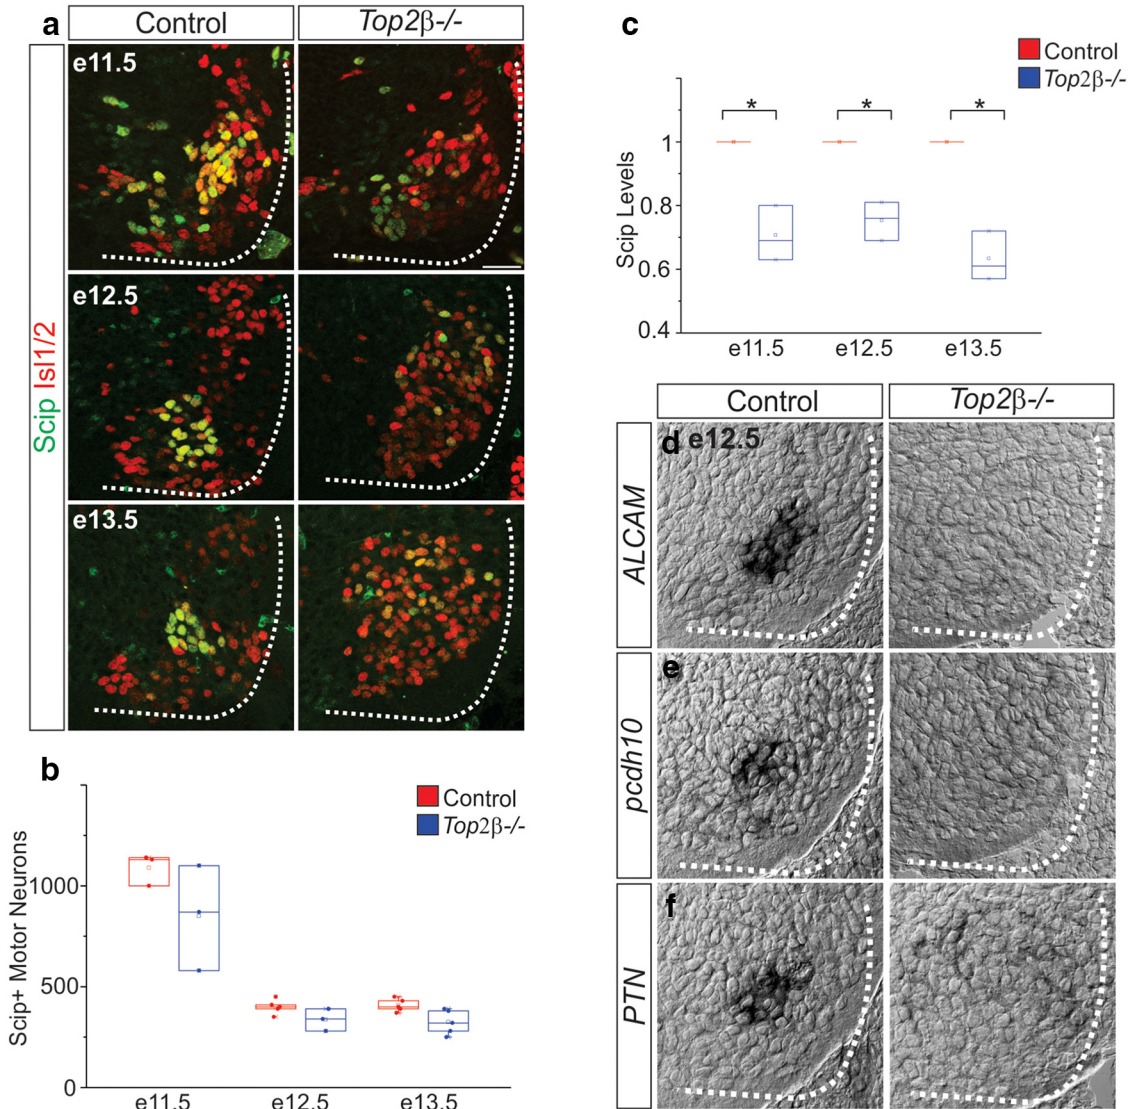 a
Control
Top2β-/-
Scip Isl1/2
e11.5
e12.5
e13.5
b
Scip+ Motor Neurons
1000
500
0
Control
Top2β-/-
e11.5
e12.5
e13.5
c
Control
Top2β-/-
Scip Levels
1
0.8
0.6
0.4
*
*
*
e11.5
e12.5
e13.5
Control
Top2β-/-
d e12.5
ALCAM
e
pcdh10
f
PTN